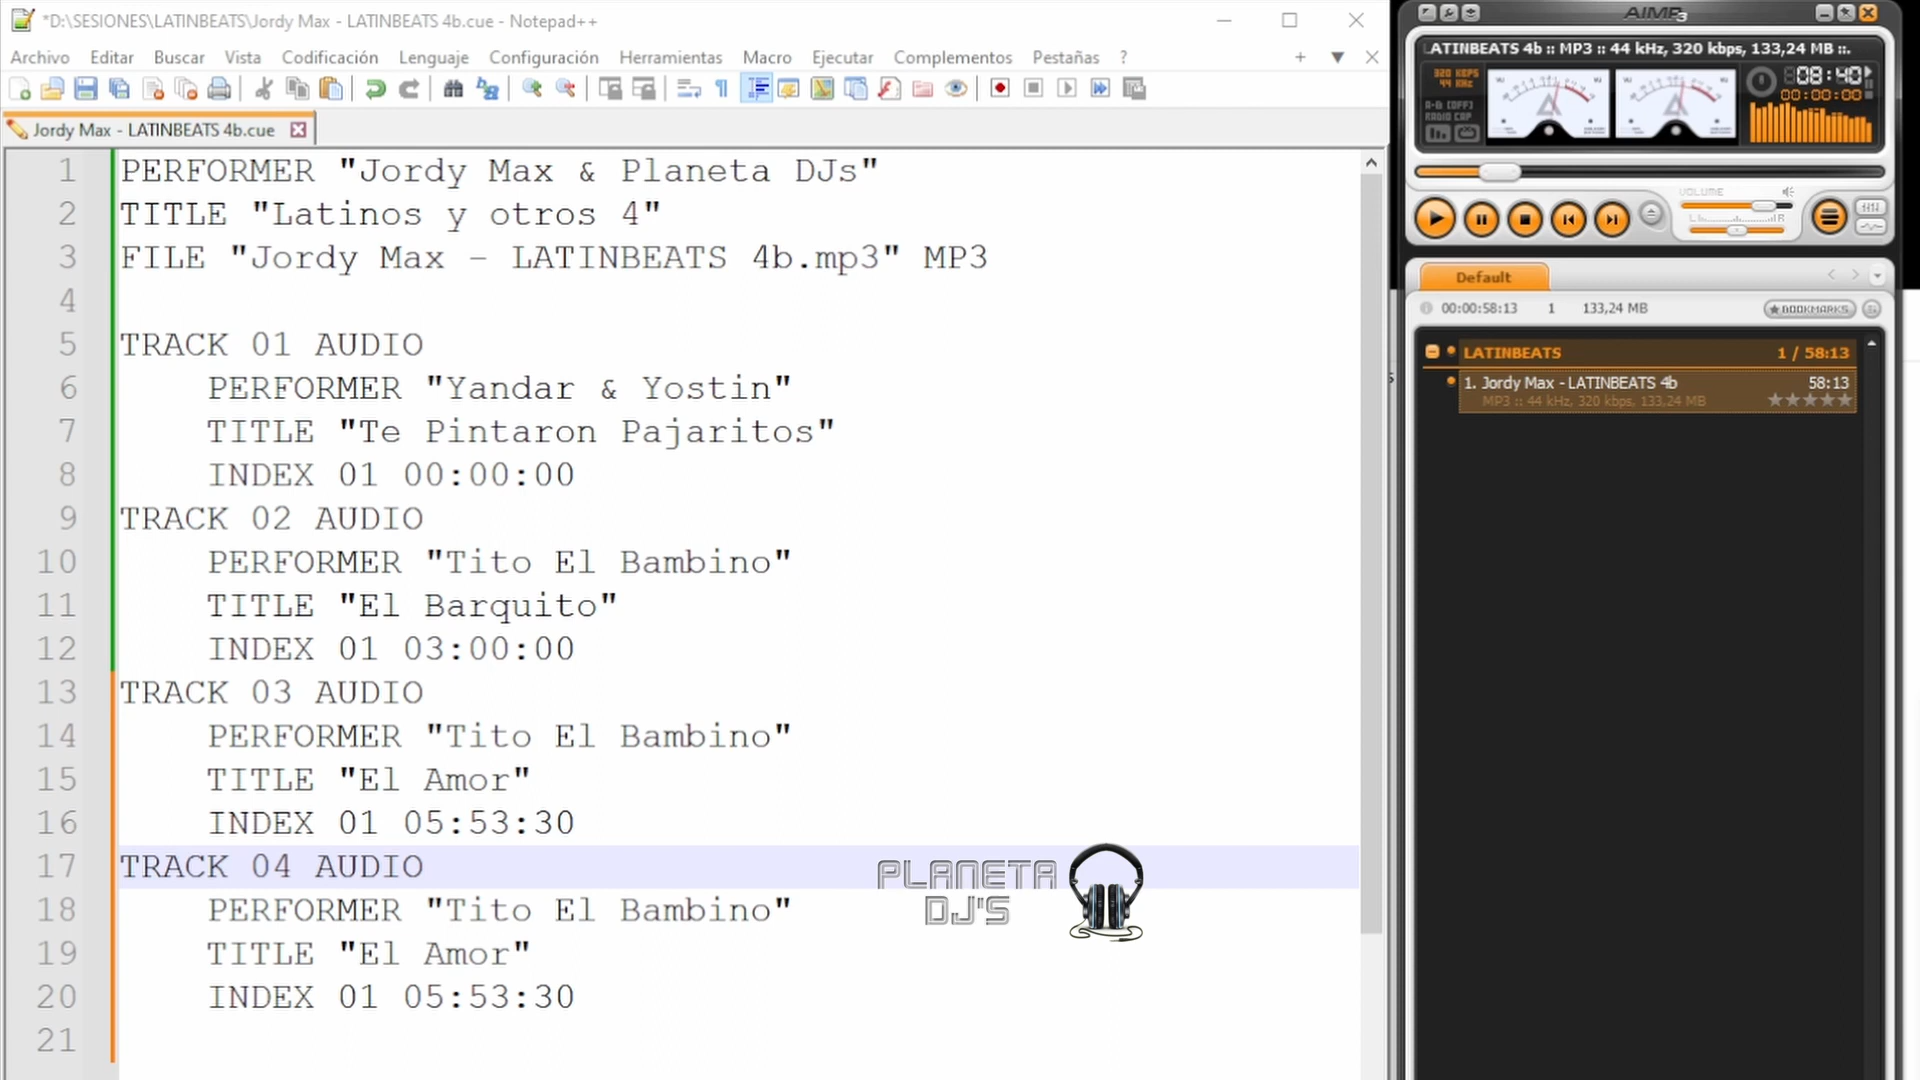 *D:\SESIONES\LATINBEATS\Jordy Max - LATINBEATS 4b.cue - Notepad++
Archivo Editar Buscar Vista Codificación Lenguaje Configuración Herramientas Macro Ejecutar Complementos Pestañas ?
Jordy Max - LATINBEATS 4b.cue
1 PERFORMER "Jordy Max & Planeta DJs"
2 TITLE "Latinos y otros 4"
3 FILE "Jordy Max - LATINBEATS 4b.mp3" MP3
4
5 TRACK 01 AUDIO
6 PERFORMER "Yandar & Yostin"
7 TITLE "Te Pintaron Pajaritos"
8 INDEX 01 00:00:00
9 TRACK 02 AUDIO
10 PERFORMER "Tito El Bambino"
11 TITLE "El Barquito"
12 INDEX 01 03:00:00
13 TRACK 03 AUDIO
14 PERFORMER "Tito El Bambino"
15 TITLE "El Amor"
16 INDEX 01 05:53:30
17 TRACK 04 AUDIO
18 PERFORMER "Tito El Bambino"
19 TITLE "El Amor"
20 INDEX 01 05:53:30
21
PLANETA
DJ'S
AIMP3
LATINBEATS 4b :: MP3 :: 44 kHz, 320 kbps, 133,24 MB ::.
320 KBPS
44 KHZ
08:40
00:00:00
A-B [OFF]
RADIO CAP
VOLUME
L R
Default
00:00:58:13 1 133,24 MB
BOOKMARKS
LATINBEATS 1 / 58:13
1. Jordy Max - LATINBEATS 4b 58:13
MP3 :: 44 kHz, 320 kbps, 133,24 MB